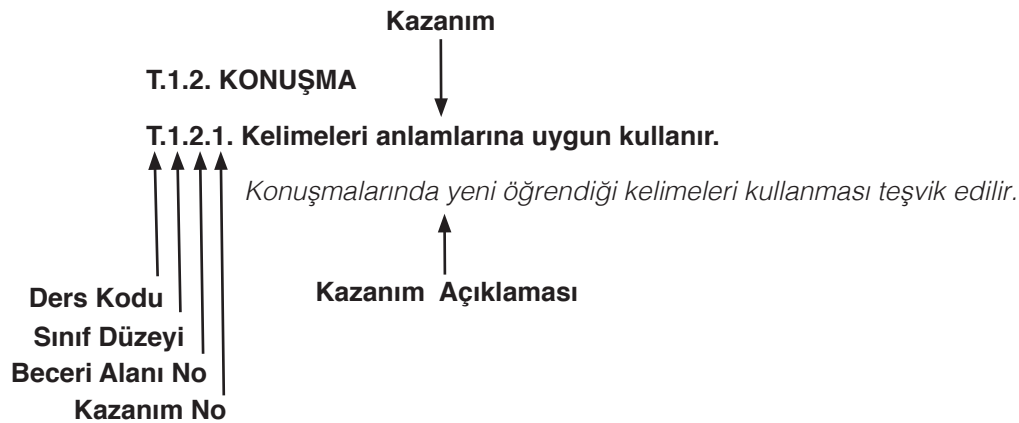 Kazanım
T.1.2. KONUŞMA
T.1.2.1. Kelimeleri anlamlarına uygun kullanır.
Konuşmalarında yeni öğrendiği kelimeleri kullanması teşvik edilir.
Kazanım Açıklaması
Ders Kodu
Sınıf Düzeyi
Beceri Alanı No
Kazanım No